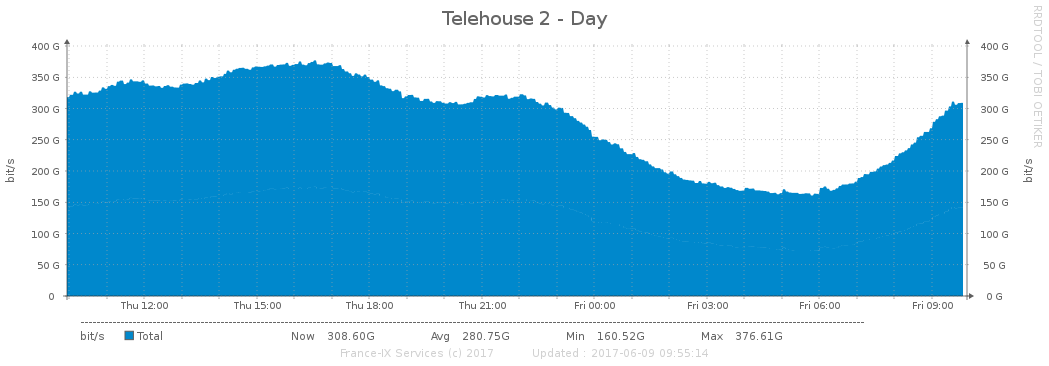 Telehouse 2 - Day
RRDTOOL / TOBI OETIKER
bit/s
400 G 400 G
350 G 350 G
300 G 300 G
250 G 250 G
200 G 200 G
150 G 150 G
100 G 100 G
50 G 50 G
0 0 G
bit/s
Thu 12:00 Thu 15:00 Thu 18:00 Thu 21:00 Fri 00:00 Fri 03:00 Fri 06:00 Fri 09:00
bit/s Total Now 308.60G Avg 280.75G Min 160.52G Max 376.61G
France-IX Services (c) 2017 Updated : 2017-06-09 09:55:14